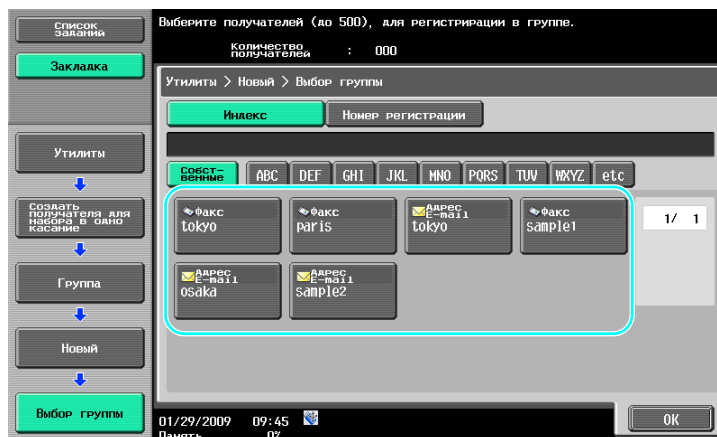 Список
заданий
Закладка
Утилиты
Создать
получателя для
набора в одно
касание
Группа
Новый
Выбор группы
Выберите получателей (до 500), для регистрирации в группе.
Количество
получателей : 000
Утилиты > Новый > Выбор группы
Индекс
Номер регистрации
Собст-
венные
ABC DEF GHI JKL MNO PQRS TUV WXYZ etc
Факс
tokyo
Факс
paris
Адрес
E-mail
tokyo
Факс
sample1
1/ 1
Адрес
E-mail
osaka
Адрес
E-mail
sample2
01/29/2009 09:45
Память 0%
OK